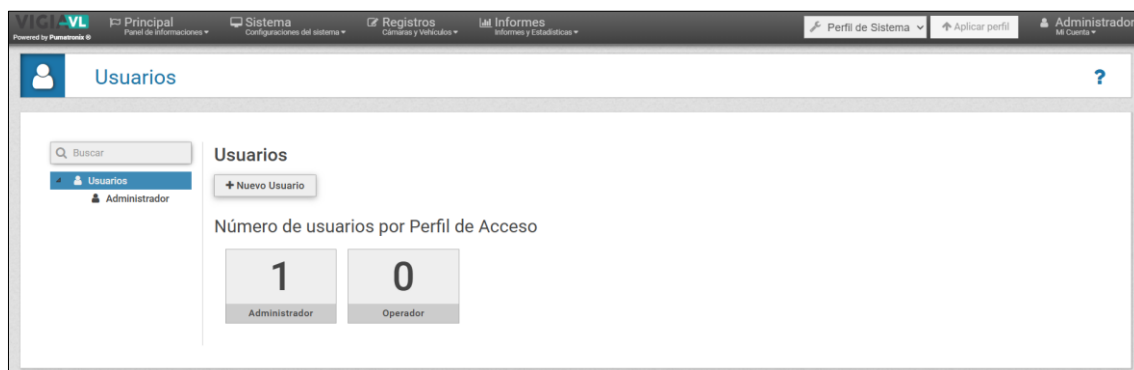 VIGIA-VL
Powered by Pumatronix ®
Principal
Panel de informaciones
Sistema
Configuraciones del sistema
Registros
Cámaras y Vehículos
Informes
Informes y Estadísticas
Perfil de Sistema
Aplicar perfil
Administrador
Mi Cuenta
Usuarios
?
Buscar
Usuarios
Administrador
Usuarios
+ Nuevo Usuario
Número de usuarios por Perfil de Acceso
1
Administrador
0
Operador